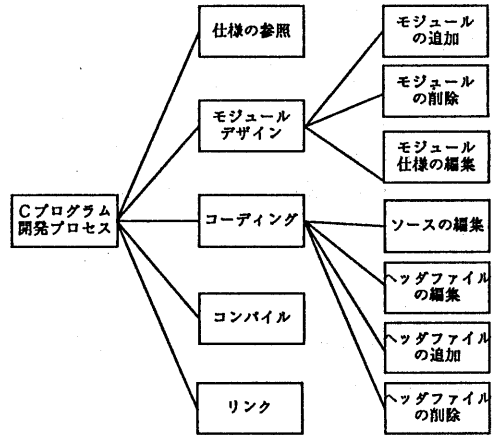 Cプログラム
開発プロセス
仕様の参照
モジュール
デザイン
コーディング
コンパイル
リンク
モジュール
の追加
モジュール
の削除
モジュール
仕様の編集
ソースの編集
ヘッダファイル
の編集
ヘッダファイル
の追加
ヘッダファイル
の削除